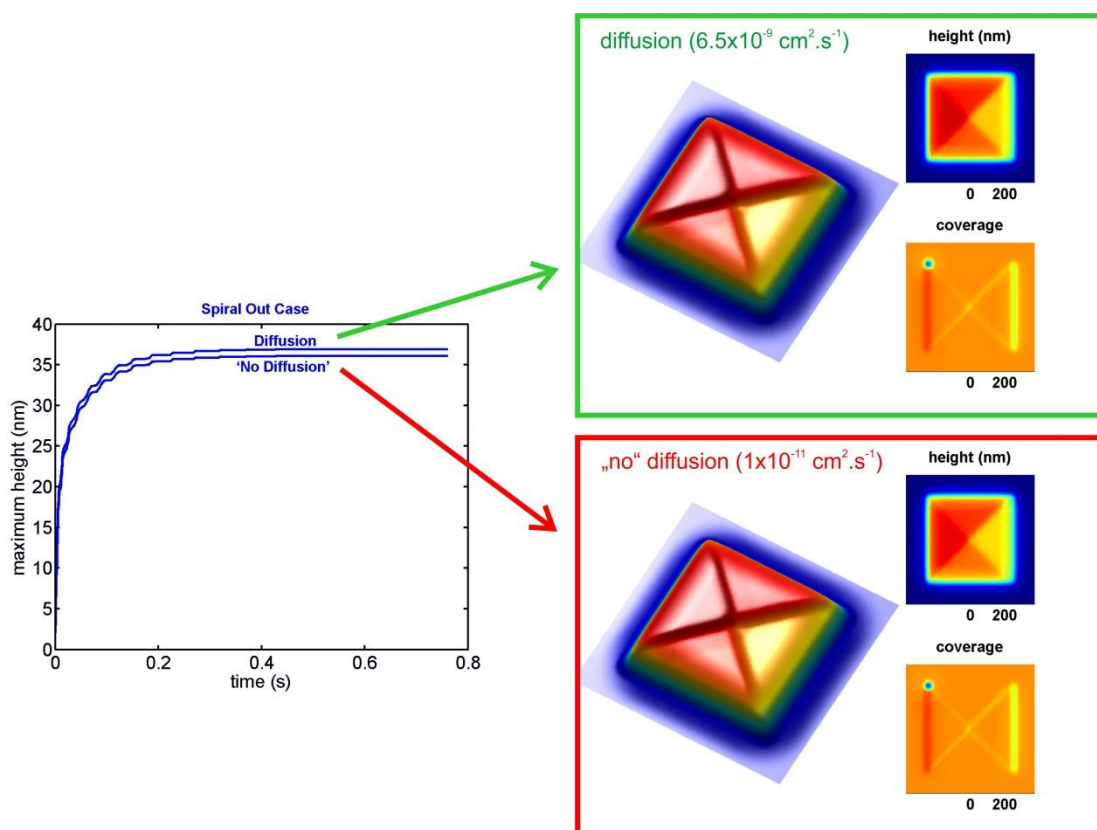 Spiral Out Case
Diffusion
'No Diffusion'
maximum height (nm)
40
35
30
25
20
15
10
5
0
0
0.2
0.4
0.6
0.8
time (s)
diffusion (6.5x10⁻⁹ cm².s⁻¹)
height (nm)
0 200
coverage
0 200
„no“ diffusion (1x10⁻¹¹ cm².s⁻¹)
height (nm)
0 200
coverage
0 200